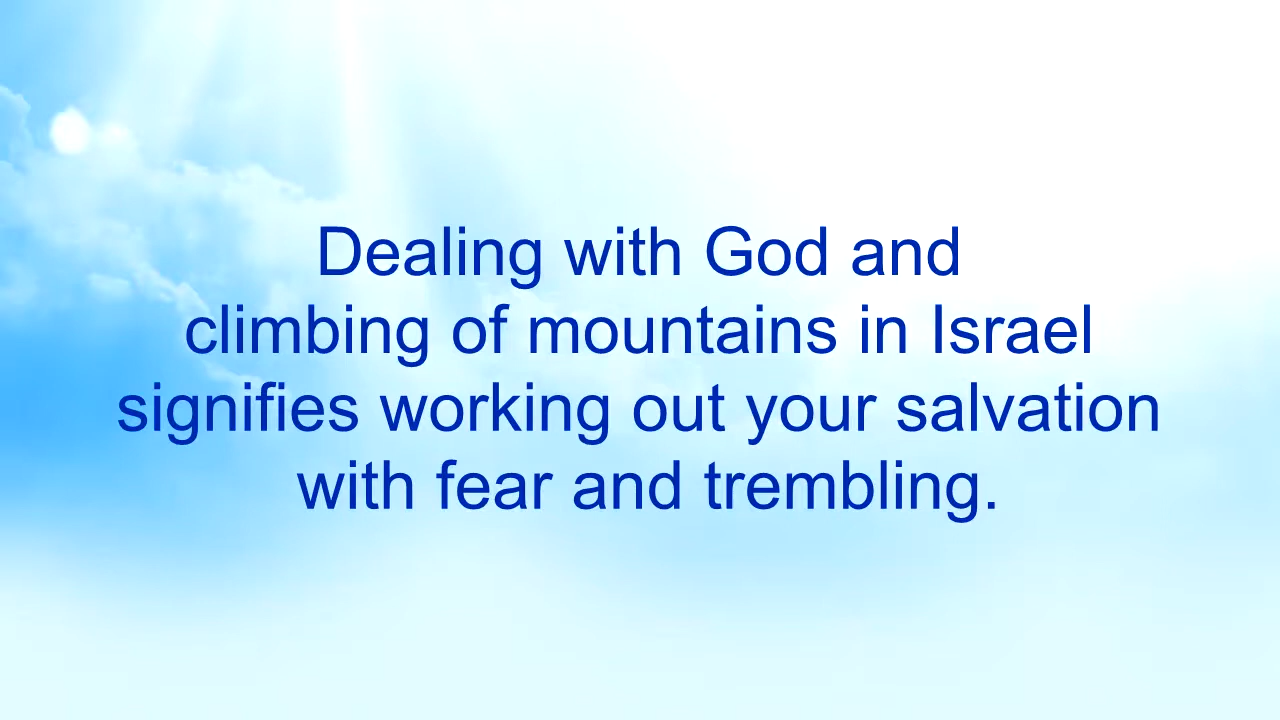 Dealing with God and
climbing of mountains in Israel
signifies working out your salvation
with fear and trembling.